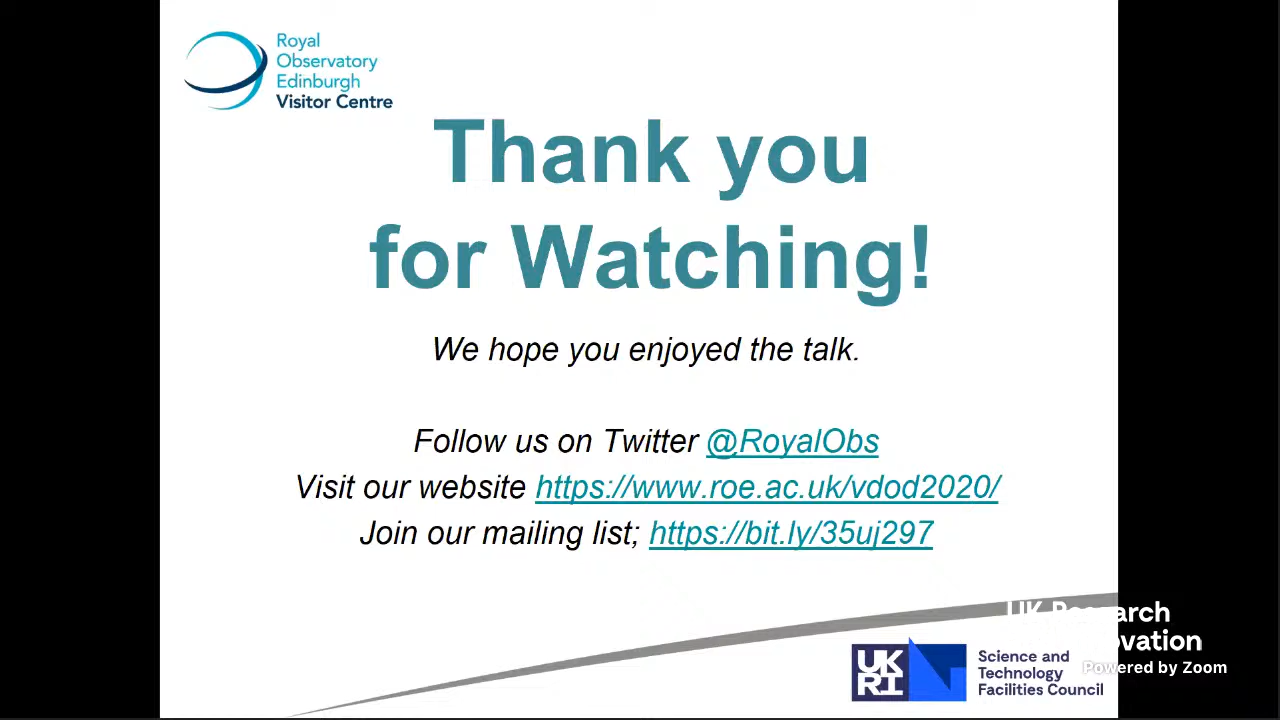 Royal
Observatory
Edinburgh
Visitor Centre
Thank you
for Watching!
We hope you enjoyed the talk.
Follow us on Twitter @RoyalObs
Visit our website https://www.roe.ac.uk/vdod2020/
Join our mailing list; https://bit.ly/35uj297
UK Research
UK
RI
Science and
Technology
Facilities Council
Powered by Zoom